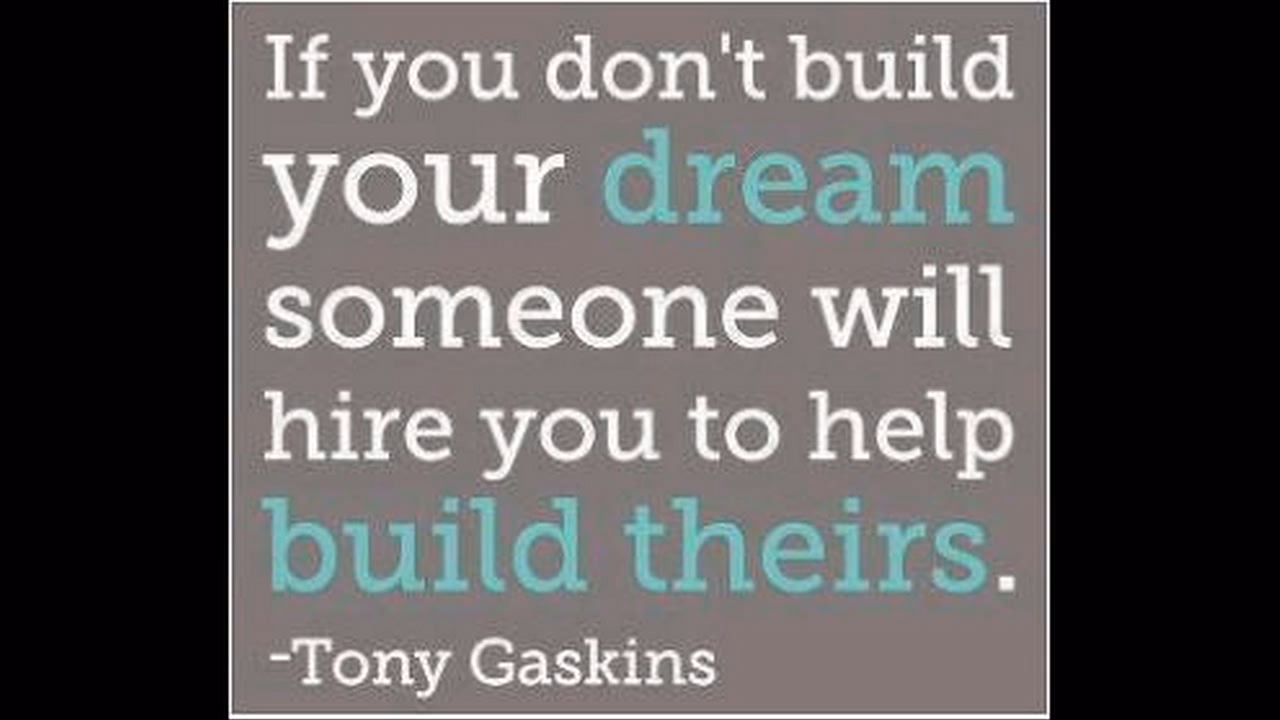 If you don't build
your dream
someone will
hire you to help
build theirs.
-Tony Gaskins